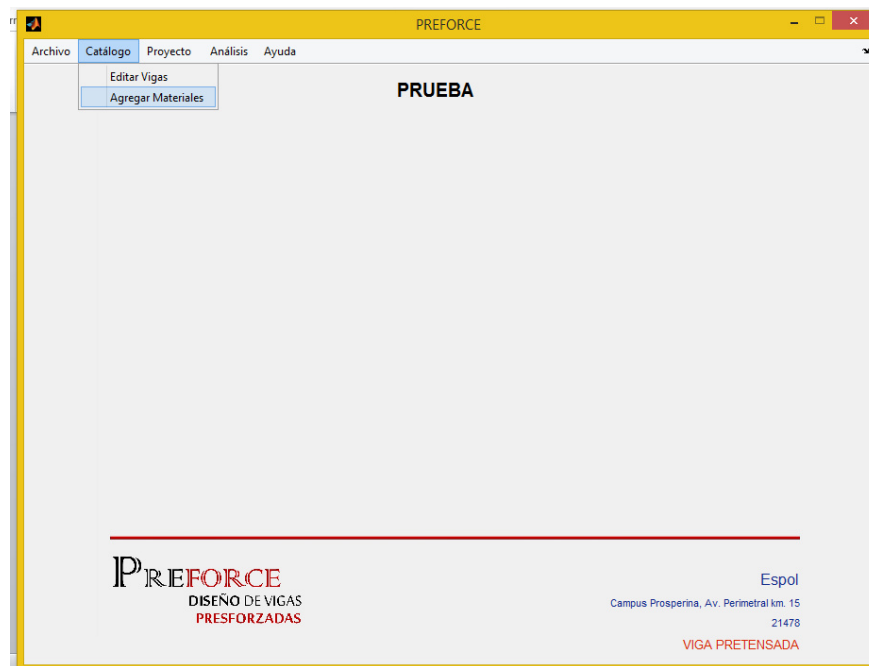 PREFORCE
Archivo Catálogo Proyecto Análisis Ayuda
Editar Vigas
Agregar Materiales
PRUEBA
PREFORCE
DISEÑO DE VIGAS
PRESFORZADAS
Espol
Campus Prosperina, Av. Perimetral km. 15
21478
VIGA PRETENSADA